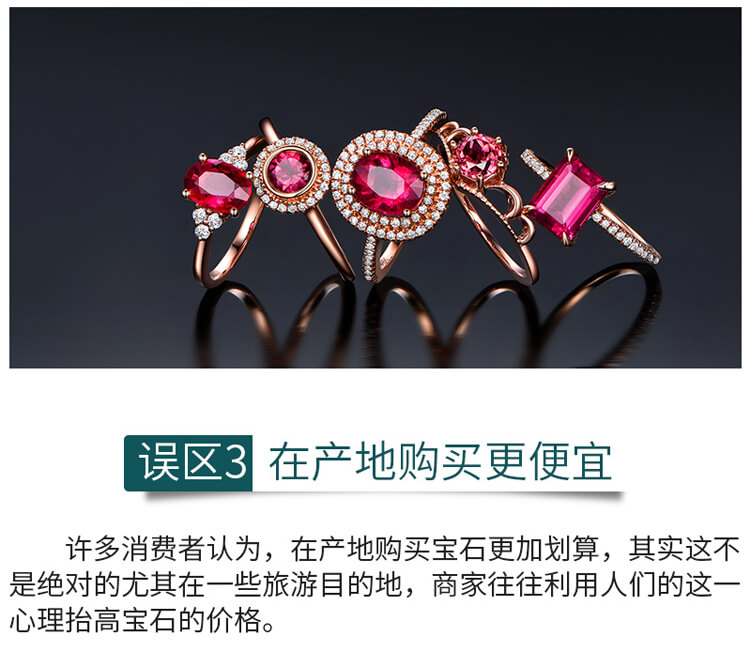 误区3 在产地购买更便宜
许多消费者认为，在产地购买宝石更加划算，其实这不
是绝对的尤其在一些旅游目的地，商家往往利用人们的这一
心理抬高宝石的价格。